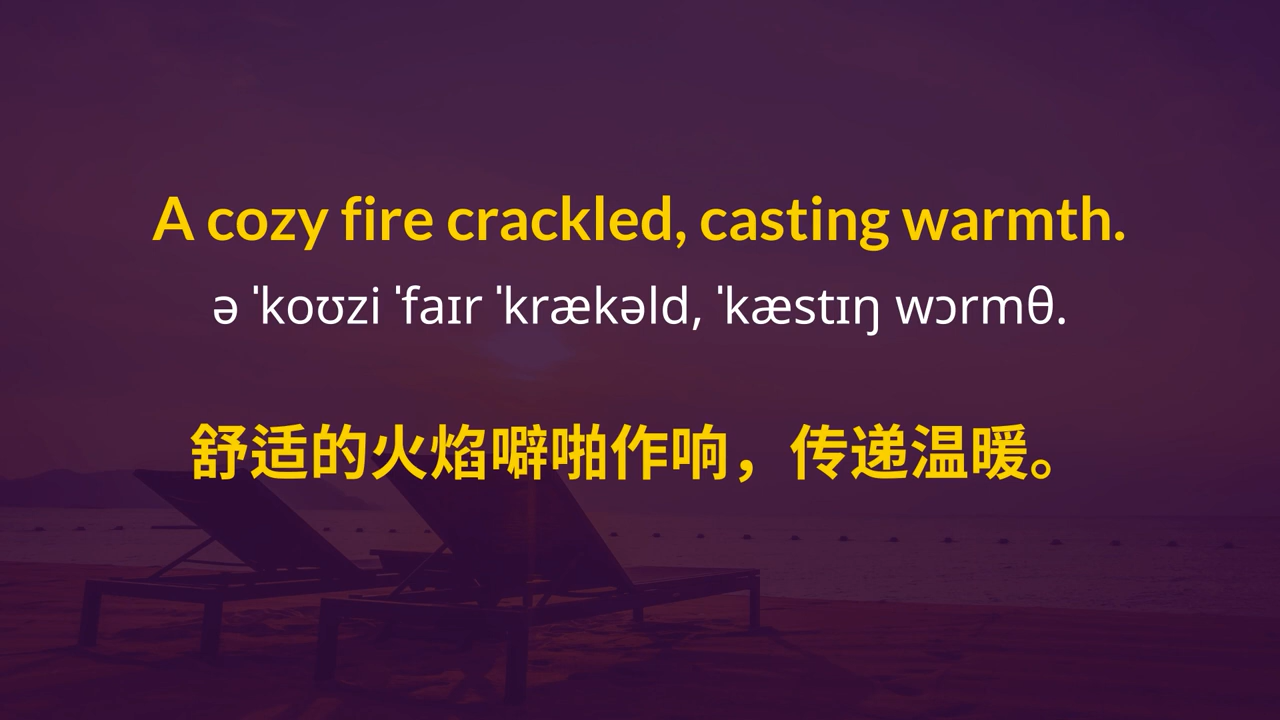 A cozy fire crackled, casting warmth.
ə ˈkoʊzi ˈfaɪr ˈkrækəld, ˈkæstɪŋ wɔrmθ.
舒适的火焰噼啪作响，传递温暖。